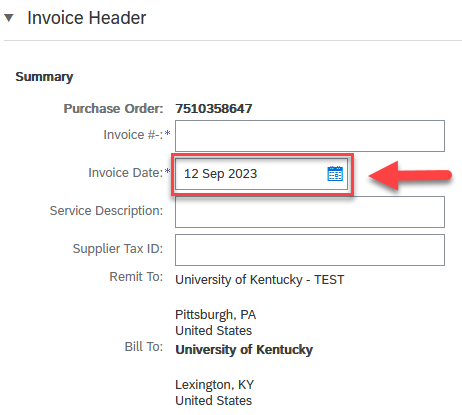 Invoice Header
Summary
Purchase Order: 7510358647
Invoice #-:*
Invoice Date:* 12 Sep 2023
Service Description:
Supplier Tax ID:
Remit To: University of Kentucky - TEST
Pittsburgh, PA
United States
Bill To: University of Kentucky
Lexington, KY
United States